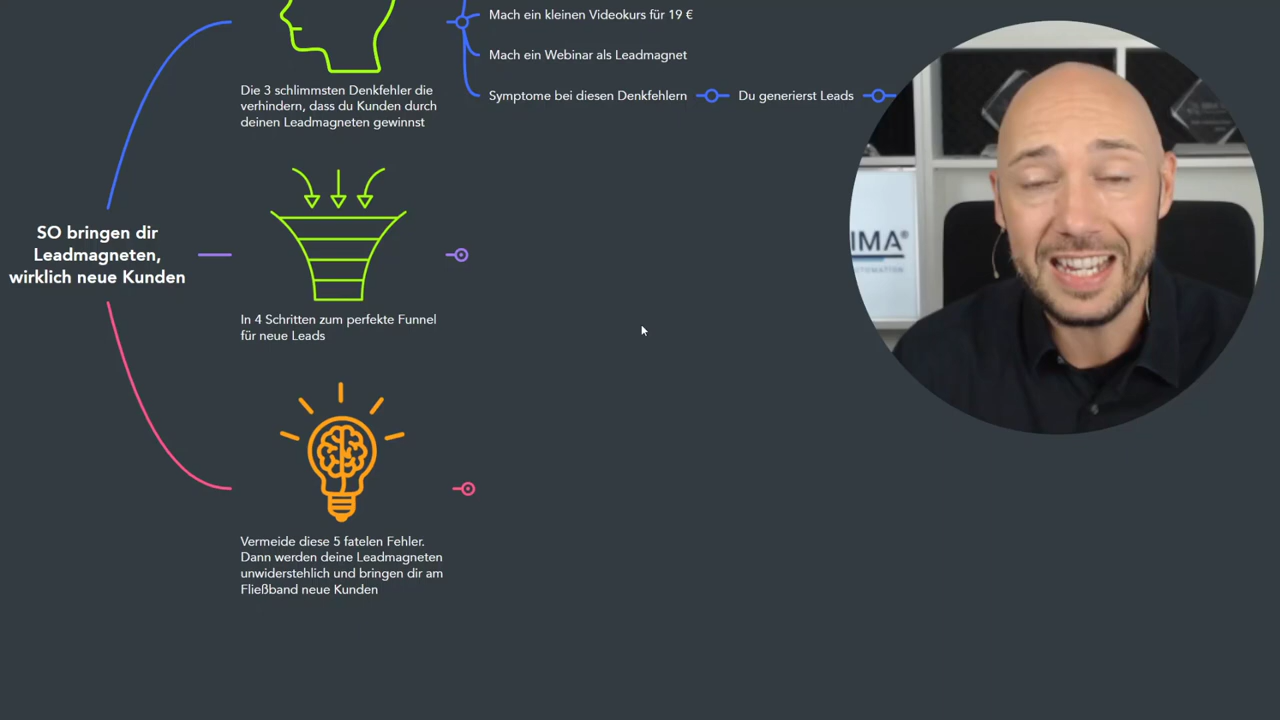 Mach ein kleinen Videokurs für 19 €
Mach ein Webinar als Leadmagnet
Symptome bei diesen Denkfehlern
Du generierst Leads
Die 3 schlimmsten Denkfehler die
verhindern, dass du Kunden durch
deinen Leadmagneten gewinnst
SO bringen dir
Leadmagneten,
wirklich neue Kunden
In 4 Schritten zum perfekte Funnel
für neue Leads
Vermeide diese 5 fatelen Fehler.
Dann werden deine Leadmagneten
unwiderstehlich und bringen dir am
Fließband neue Kunden
IMA®